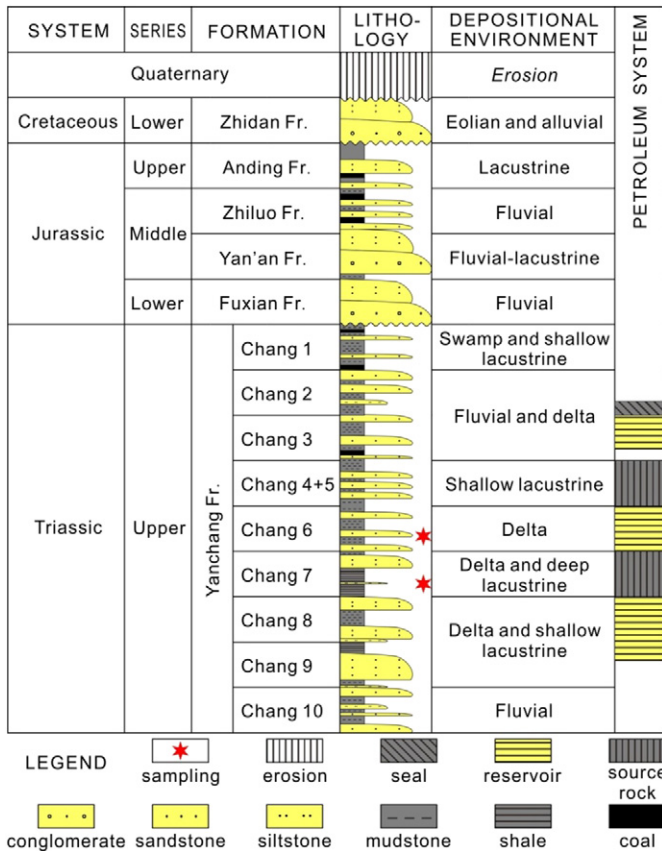 SYSTEM SERIES FORMATION LITHO-LOGY DEPOSITIONAL ENVIRONMENT PETROLEUM SYSTEM
Quaternary Erosion
Cretaceous Lower Zhidan Fr. Eolian and alluvial
Jurassic
Upper Anding Fr. Lacustrine
Middle
Zhiluo Fr. Fluvial
Yan'an Fr. Fluvial-lacustrine
Lower Fuxian Fr. Fluvial
Triassic
Upper
Yanchang Fr.
Chang 1 Swamp and shallow lacustrine
Chang 2
Fluvial and delta
Chang 3
Chang 4+5 Shallow lacustrine
Chang 6 Delta
Chang 7 Delta and deep lacustrine
Chang 8
Delta and shallow lacustrine
Chang 9
Chang 10 Fluvial
LEGEND
sampling erosion seal reservoir source rock
conglomerate sandstone siltstone mudstone shale coal